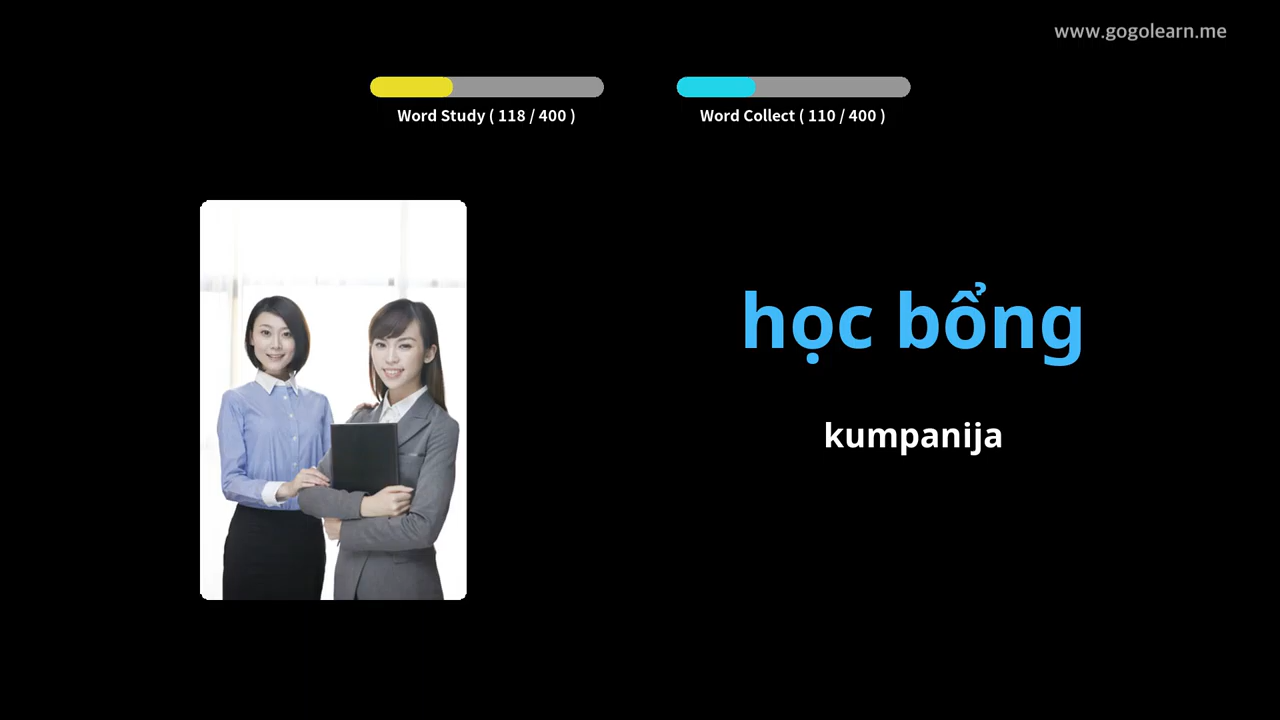 www.gogolearn.me
Word Study ( 118 / 400 )
Word Collect ( 110 / 400 )
học bổng
kumpanija